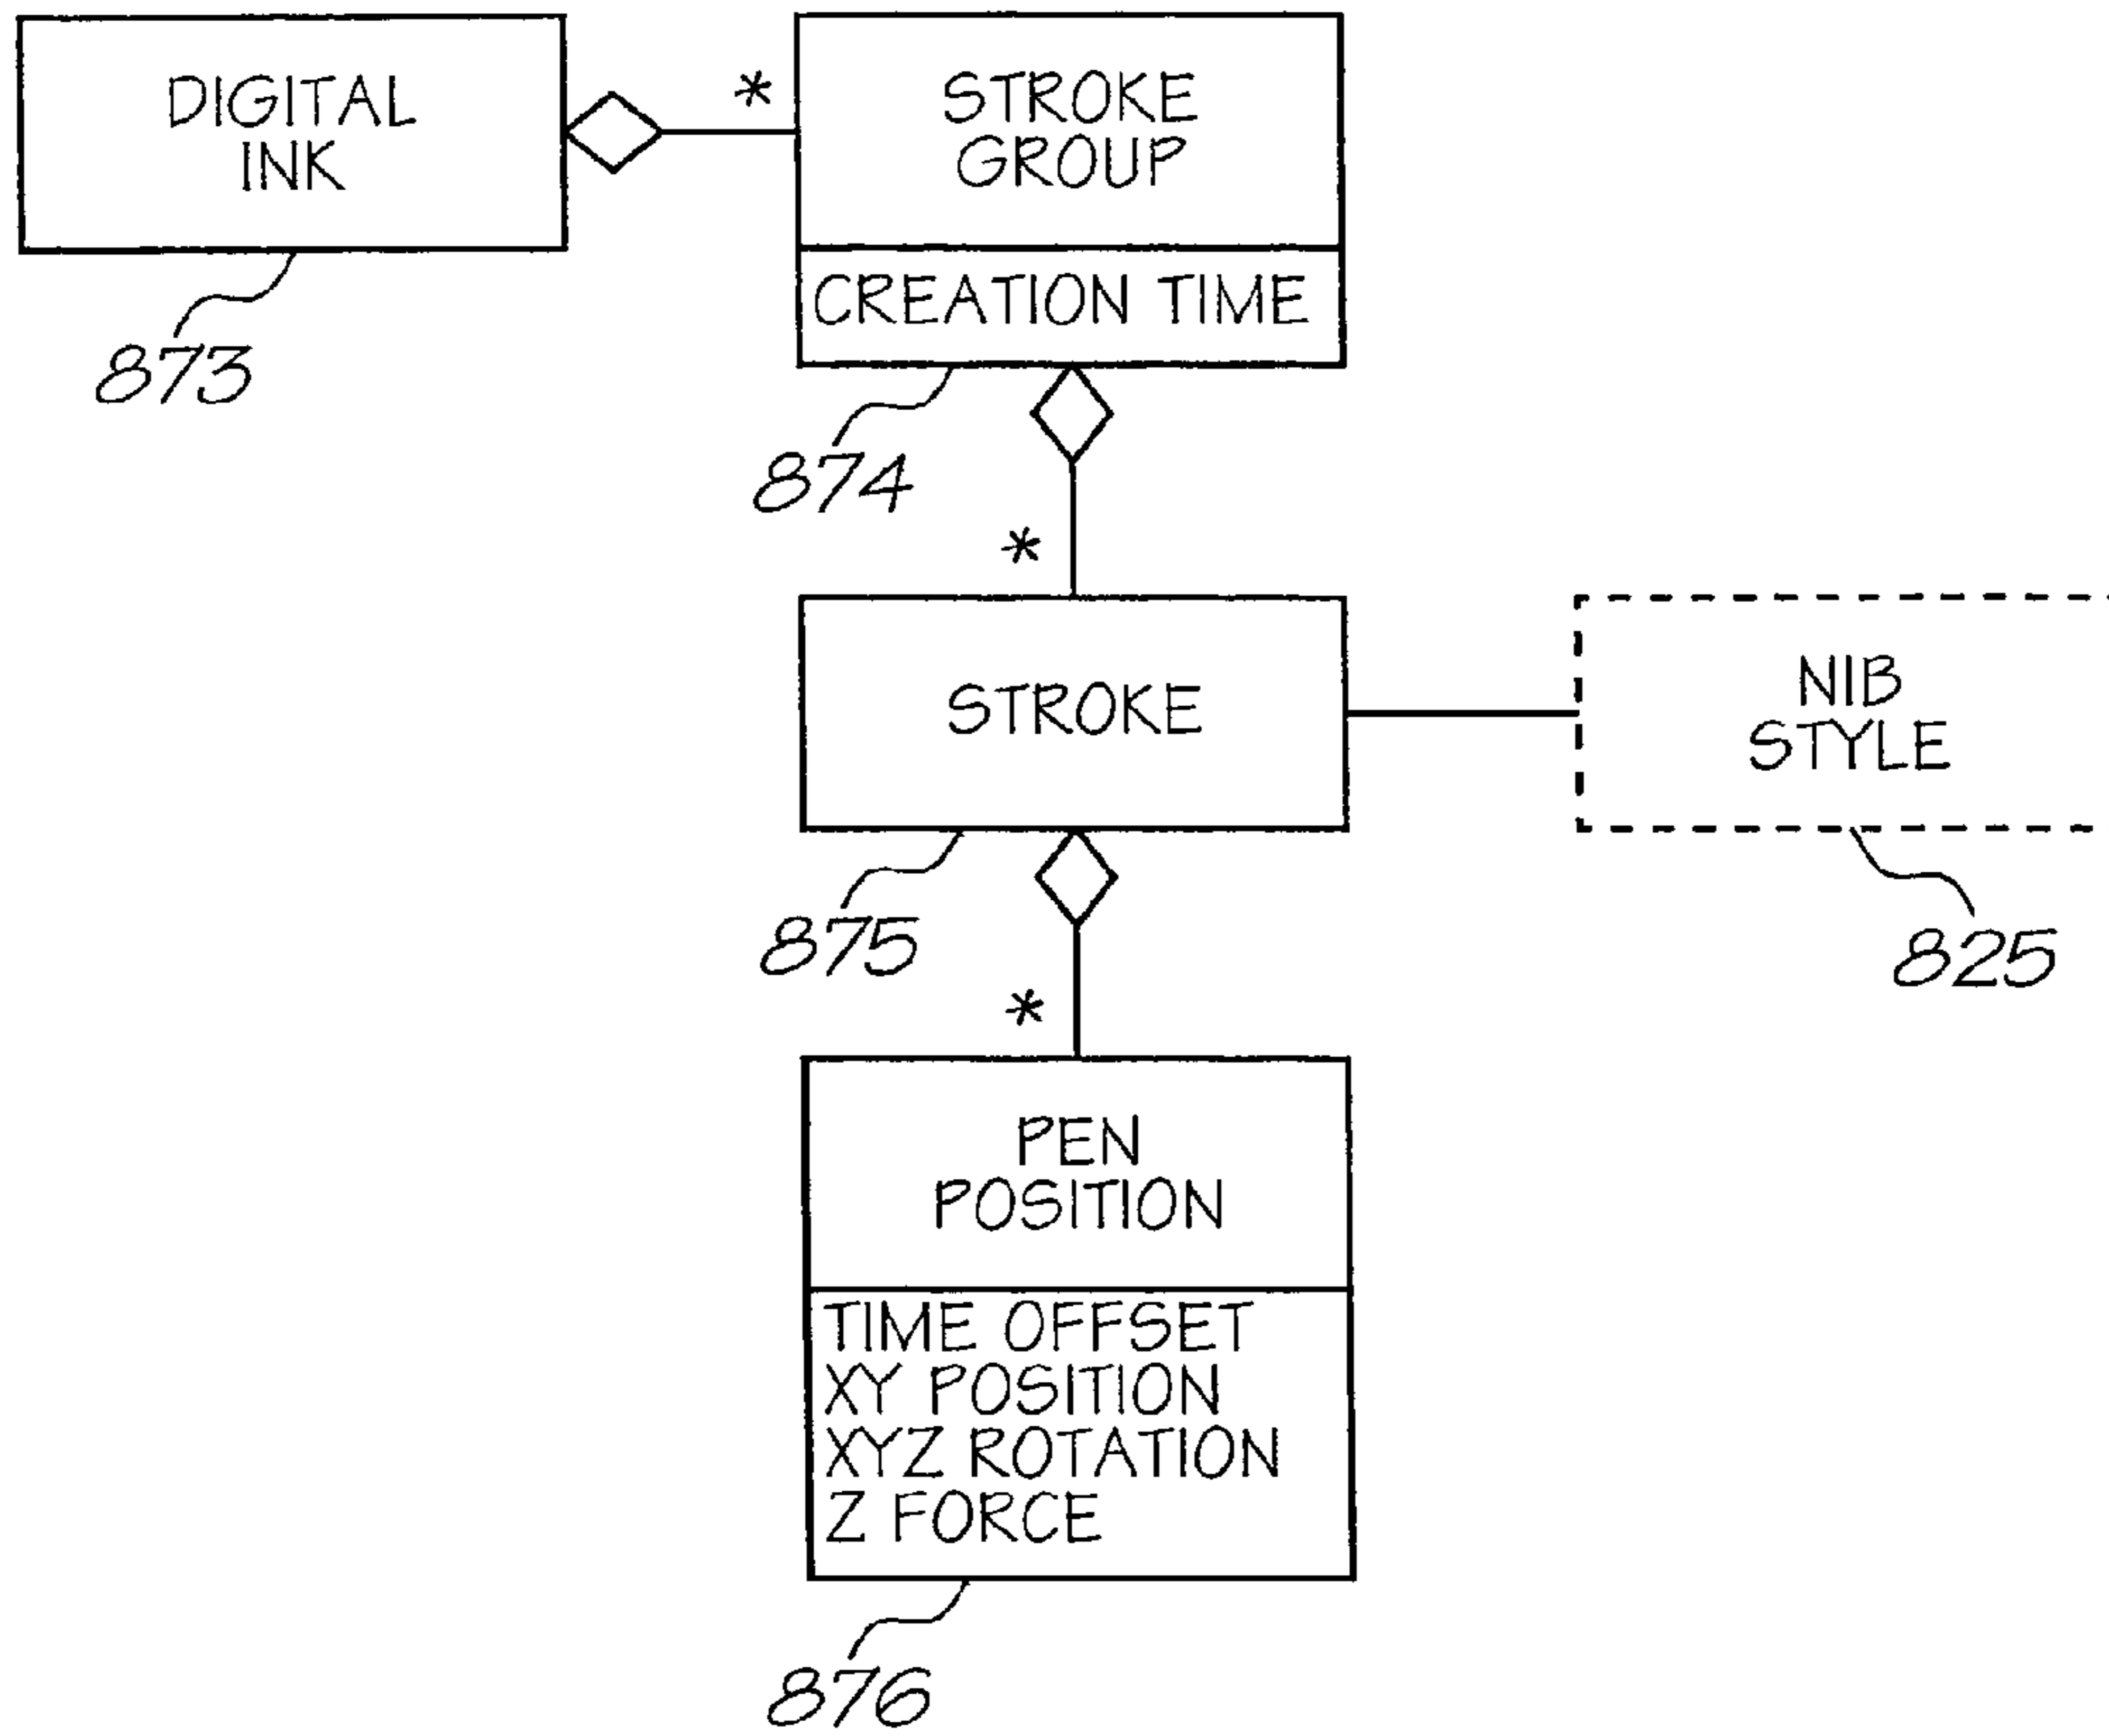 DIGITAL
INK
*
STROKE
GROUP
CREATION TIME
873
874
*
STROKE
NIB
STYLE
875
825
*
PEN
POSITION
TIME OFFSET
XY POSITION
XYZ ROTATION
Z FORCE
876